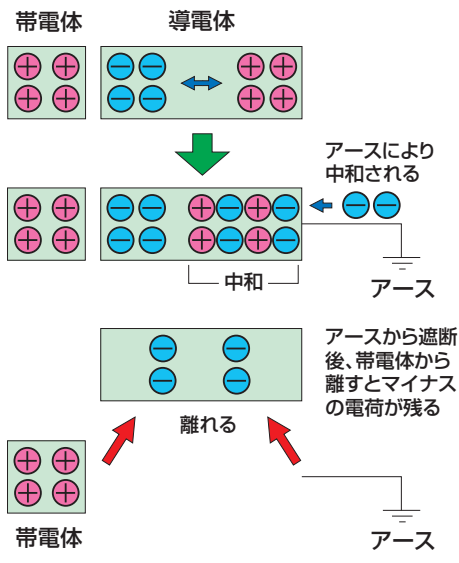 帯電体
導電体
アースにより
中和される
中和
アース
アースから遮断
後、帯電体から
離すとマイナス
の電荷が残る
離れる
帯電体
アース